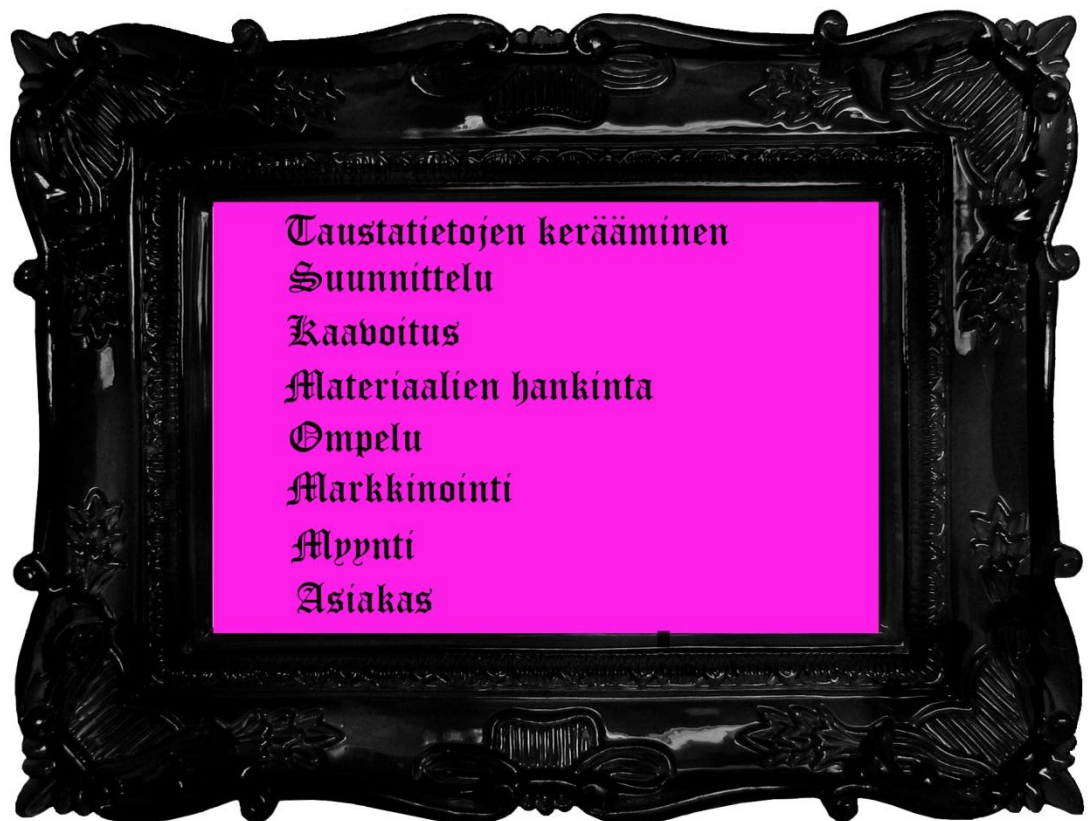 Taustatietojen kerääminen
Suunnittelu
Kaavoitus
Materiaalien hankinta
Ompelu
Markkinointi
Myynti
Asiakas